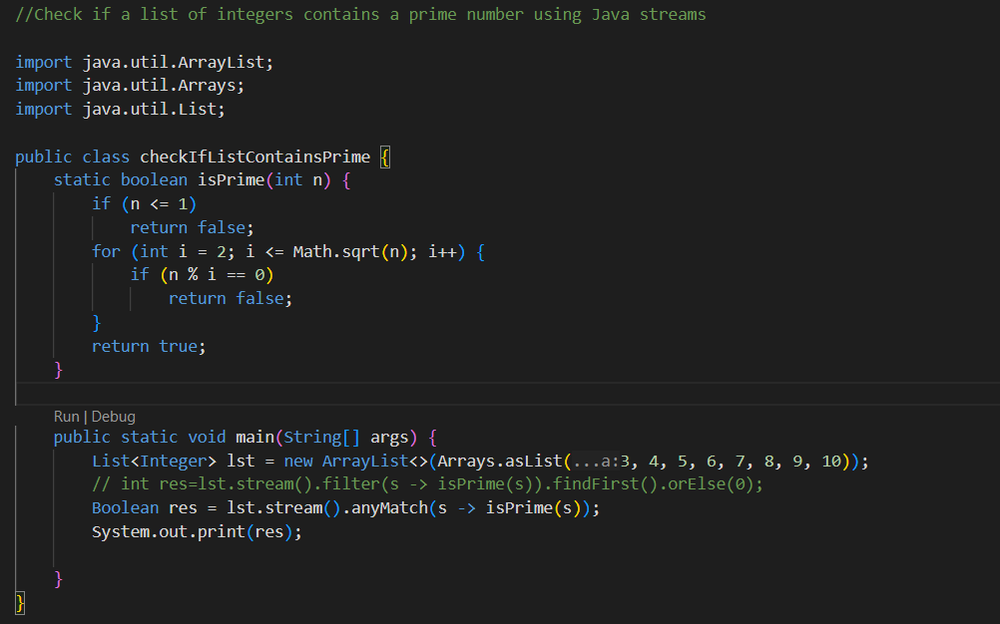 //Check if a list of integers contains a prime number using Java streams
import java.util.ArrayList;
import java.util.Arrays;
import java.util.List;
public class checkIfListContainsPrime {
static boolean isPrime(int n) {
if (n <= 1)
return false;
for (int i = 2; i <= Math.sqrt(n); i++) {
if (n % i == 0)
return false;
}
return true;
}
Run | Debug
public static void main(String[] args) {
List<Integer> lst = new ArrayList<>(Arrays.asList(...a:3, 4, 5, 6, 7, 8, 9, 10));
// int res=lst.stream().filter(s -> isPrime(s)).findFirst().orElse(0);
Boolean res = lst.stream().anyMatch(s -> isPrime(s));
System.out.print(res);
}
}